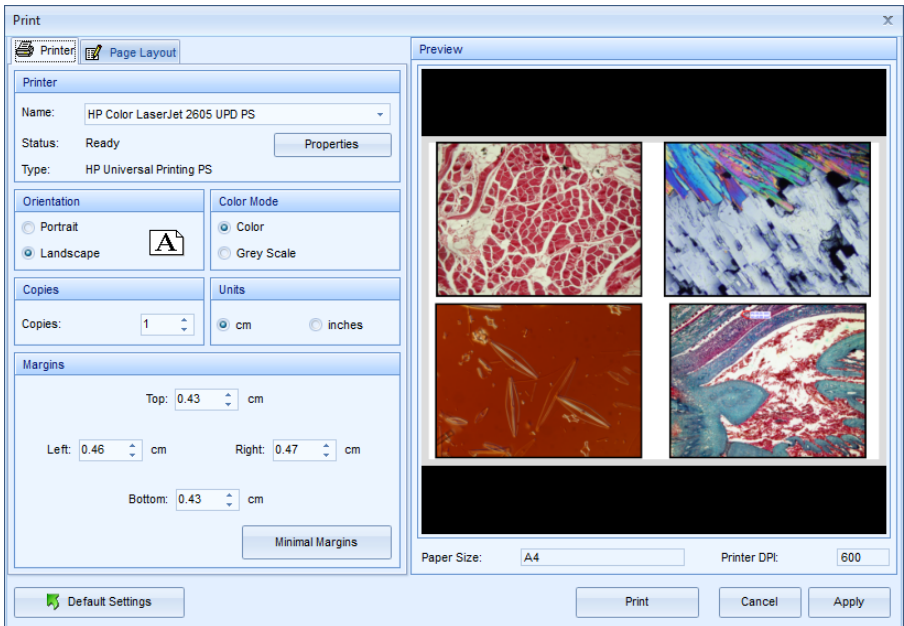 Print
Printer
Page Layout
Preview
Printer
Name: HP Color LaserJet 2605 UPD PS
Status: Ready Properties
Type: HP Universal Printing PS
Orientation
Portrait
Landscape
A
Color Mode
Color
Grey Scale
Copies
Copies: 1
Units
cm inches
Margins
Top: 0.43 cm
Left: 0.46 cm Right: 0.47 cm
Bottom: 0.43 cm
Minimal Margins
Paper Size: A4 Printer DPI: 600
Default Settings Print Cancel Apply